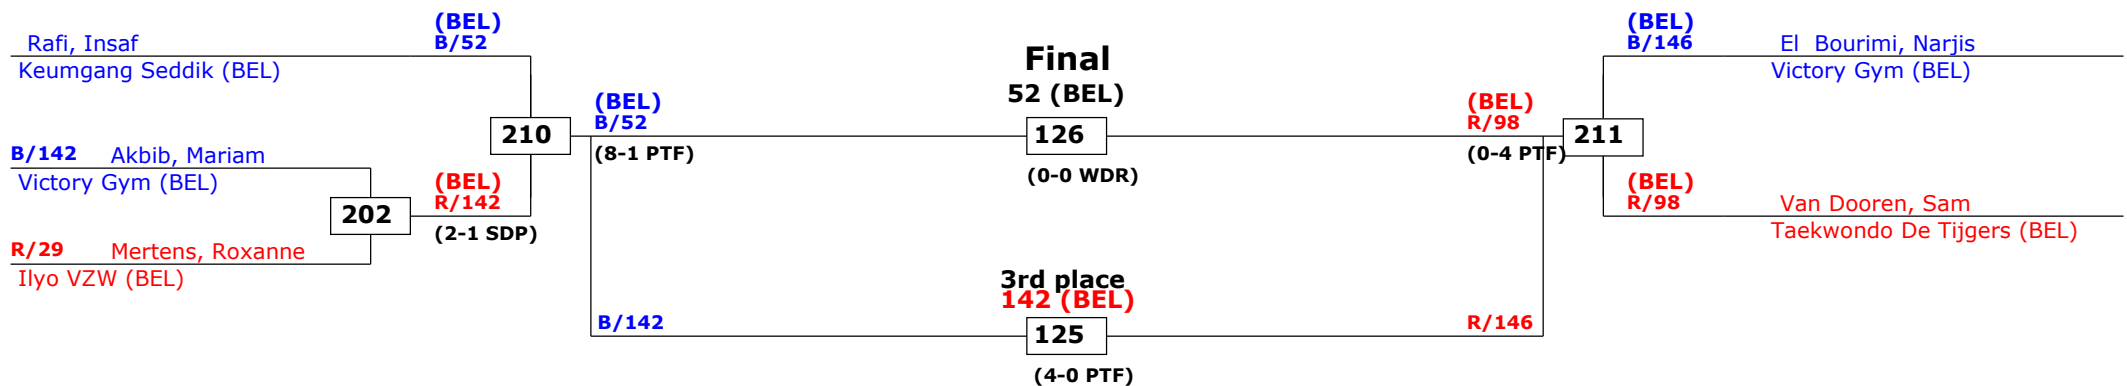 (BEL)
B/52
Rafi, Insaf
Keumgang Seddik (BEL)
B/142 Akbib, Mariam
Victory Gym (BEL)
R/29 Mertens, Roxanne
Ilyo VZW (BEL)
202
(BEL)
R/142
(2-1 SDP)
210
(BEL)
B/52
(8-1 PTF)
Final
52 (BEL)
126
(0-0 WDR)
3rd place
142 (BEL)
B/142
125
R/146
(4-0 PTF)
(BEL)
R/98
(0-4 PTF)
211
(BEL)
B/146
El Bourimi, Narjis
Victory Gym (BEL)
(BEL)
R/98
Van Dooren, Sam
Taekwondo De Tijgers (BEL)